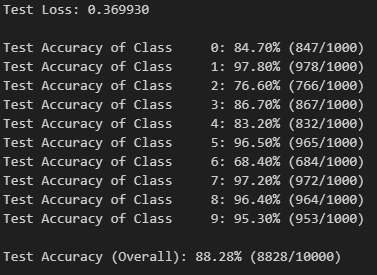 Test Loss: 0.369930

Test Accuracy of Class     0: 84.70% (847/1000)
Test Accuracy of Class     1: 97.80% (978/1000)
Test Accuracy of Class     2: 76.60% (766/1000)
Test Accuracy of Class     3: 86.70% (867/1000)
Test Accuracy of Class     4: 83.20% (832/1000)
Test Accuracy of Class     5: 96.50% (965/1000)
Test Accuracy of Class     6: 68.40% (684/1000)
Test Accuracy of Class     7: 97.20% (972/1000)
Test Accuracy of Class     8: 96.40% (964/1000)
Test Accuracy of Class     9: 95.30% (953/1000)

Test Accuracy (Overall): 88.28% (8828/10000)